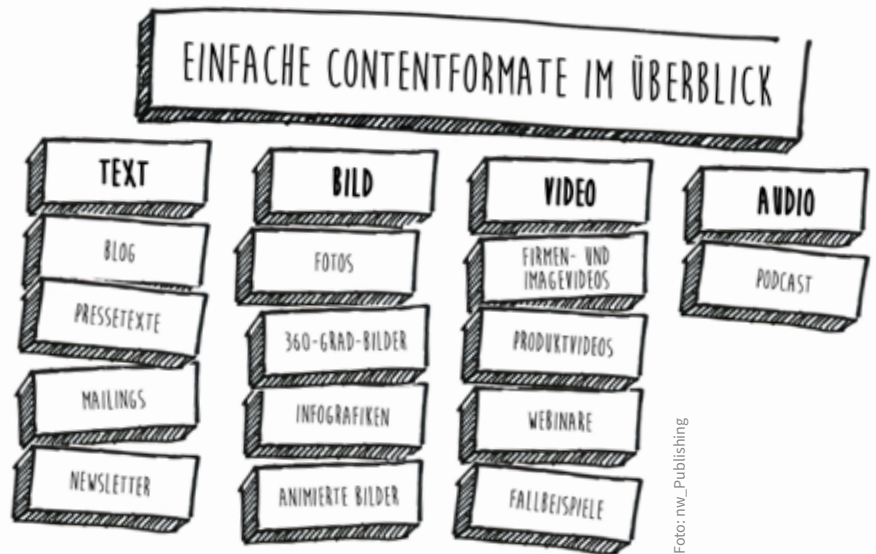 EINFACHE CONTENTFORMATE IM ÜBERBLICK
TEXT
BLOG
PRESSETEXTE
MAILINGS
NEWSLETTER
BILD
FOTOS
360-GRAD-BILDER
INFOGRAFIKEN
ANIMIERTE BILDER
VIDEO
FIRMEN- UND
IMAGEVIDEOS
PRODUKTVIDEOS
WEBINARE
FALLBEISPIELE
AUDIO
PODCAST
Foto: nw_Publishing